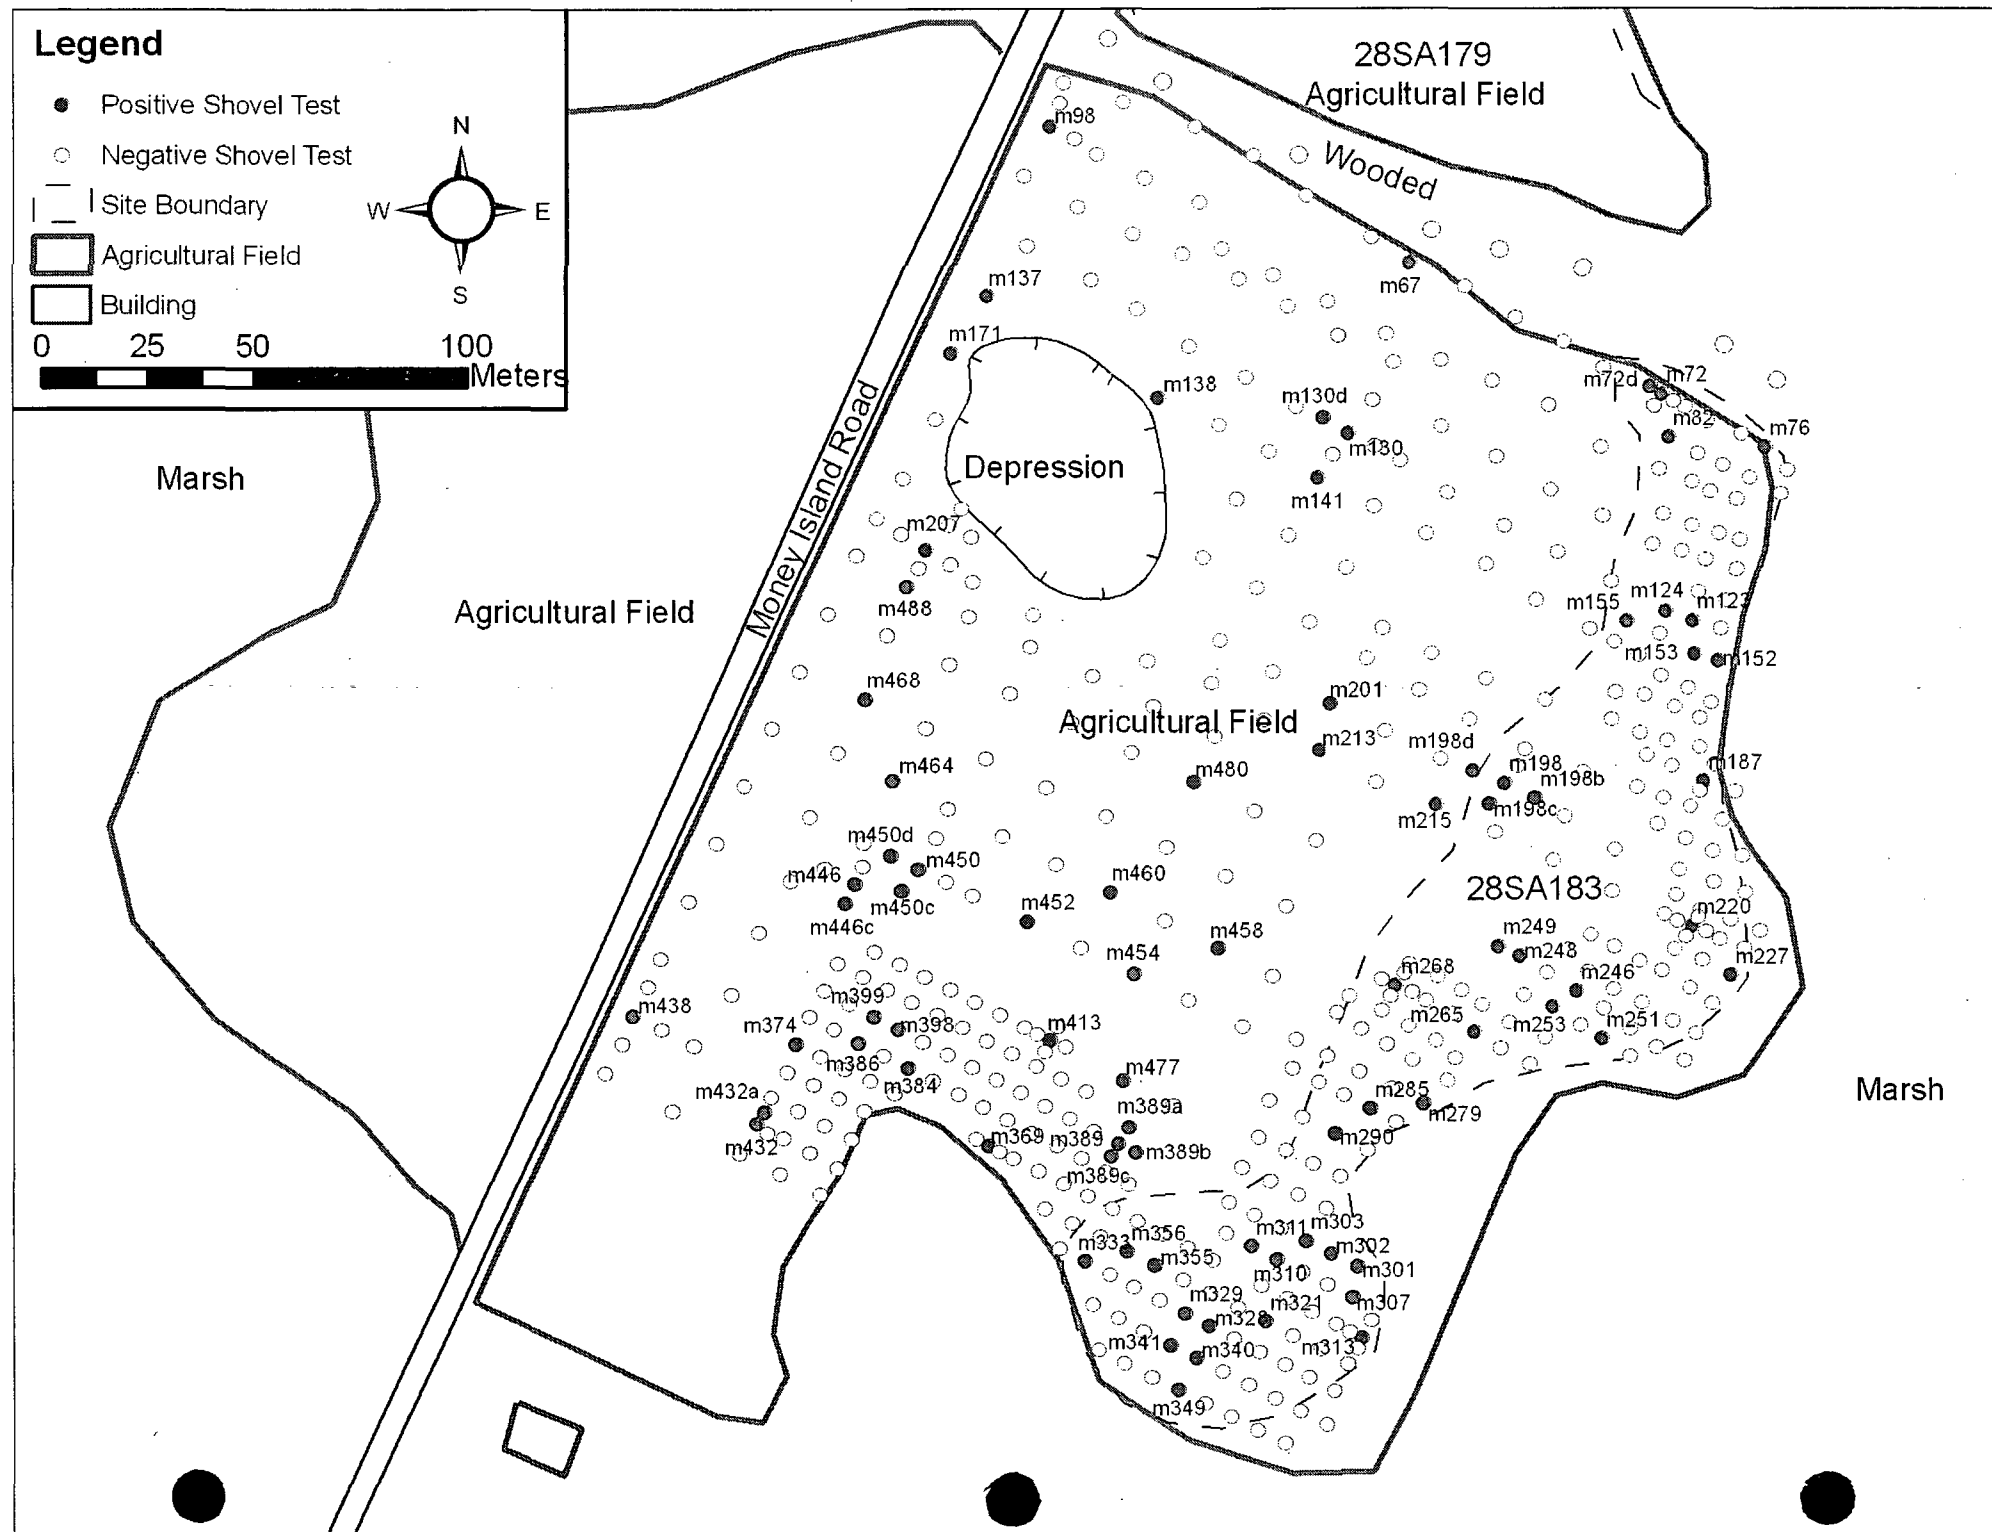 Legend
Positive Shovel Test
Negative Shovel Test
Site Boundary
Agricultural Field
Building
0 25 50 100
Meters
N
W E
S
28SA179
Agricultural Field
Wooded
m98
m67
m137
m171
m138
m130d
m130
m141
m72d
m72
m82
m76
Marsh
Depression
Money Island Road
m207
m488
Agricultural Field
m155
m124
m123
m153
m152
m468
m201
Agricultural Field
m213
m198d
m198
m198b
m187
m464
m480
m215
m198c
m450d
m450
m446
m450c
m446c
m460
m452
28SA183
m220
m249
m248
m458
m454
m268
m246
m227
m438
m399
m374
m398
m413
m265
m253
m251
m386
m384
m477
m432a
m432
m389a
m369
m389
m389b
m389c
m285
m279
m290
Marsh
m333
m356
m355
m311
m303
m302
m310
m301
m329
m328
m321
m307
m341
m340
m313
m349